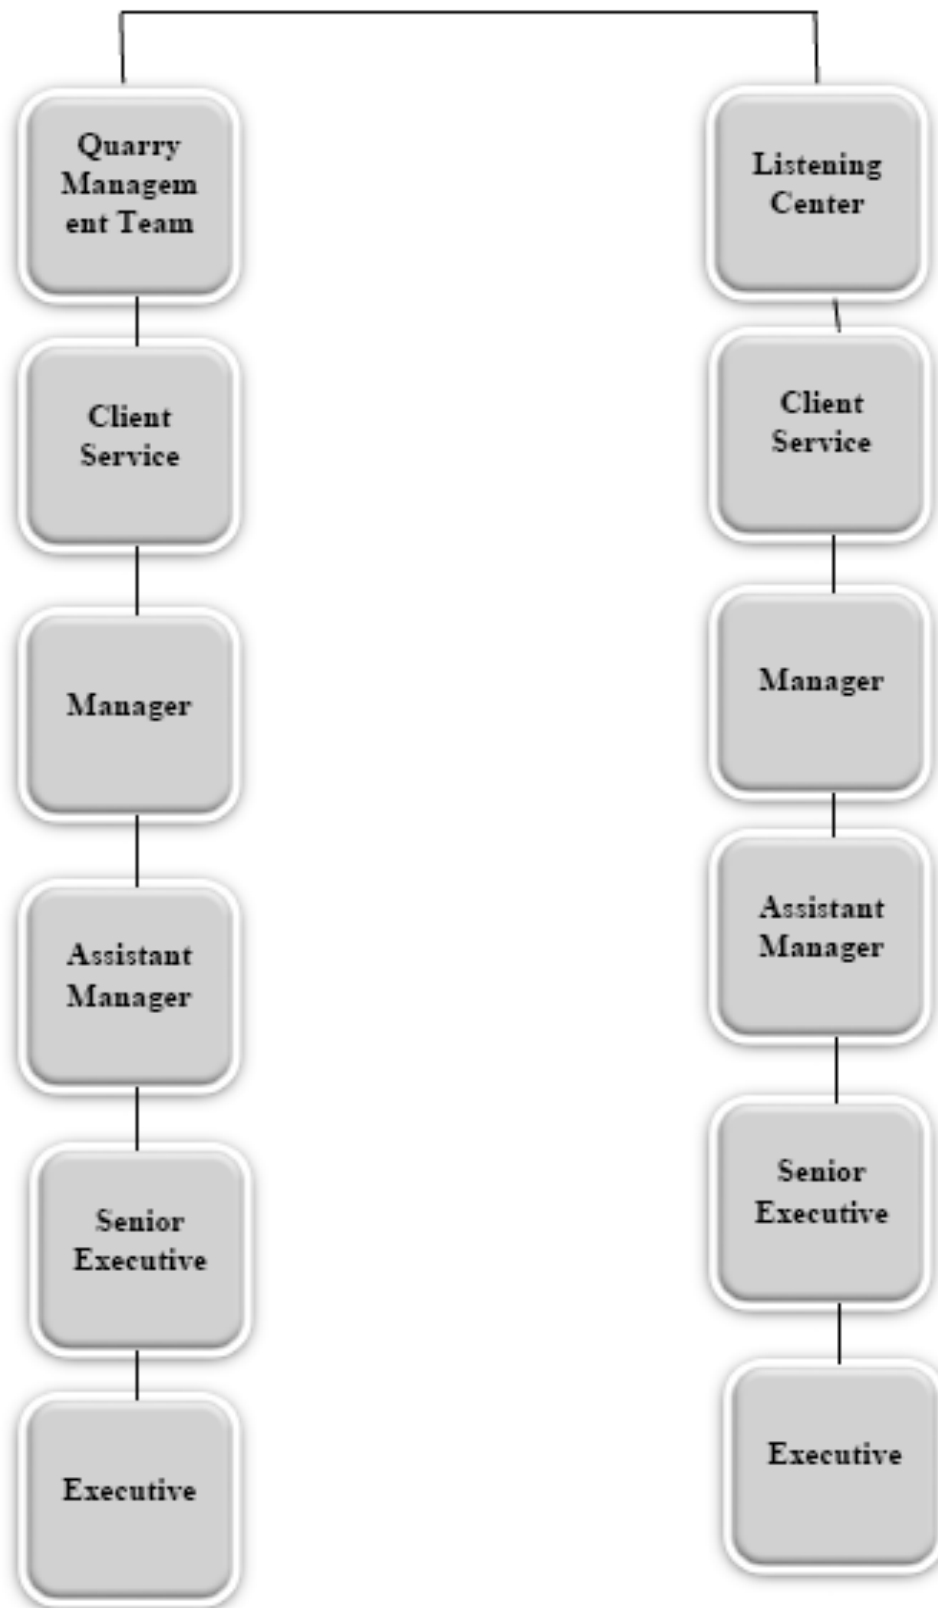 Quarry
Managem
ent Team
Client
Service
Manager
Assistant
Manager
Senior
Executive
Executive
Listening
Center
Client
Service
Manager
Assistant
Manager
Senior
Executive
Executive